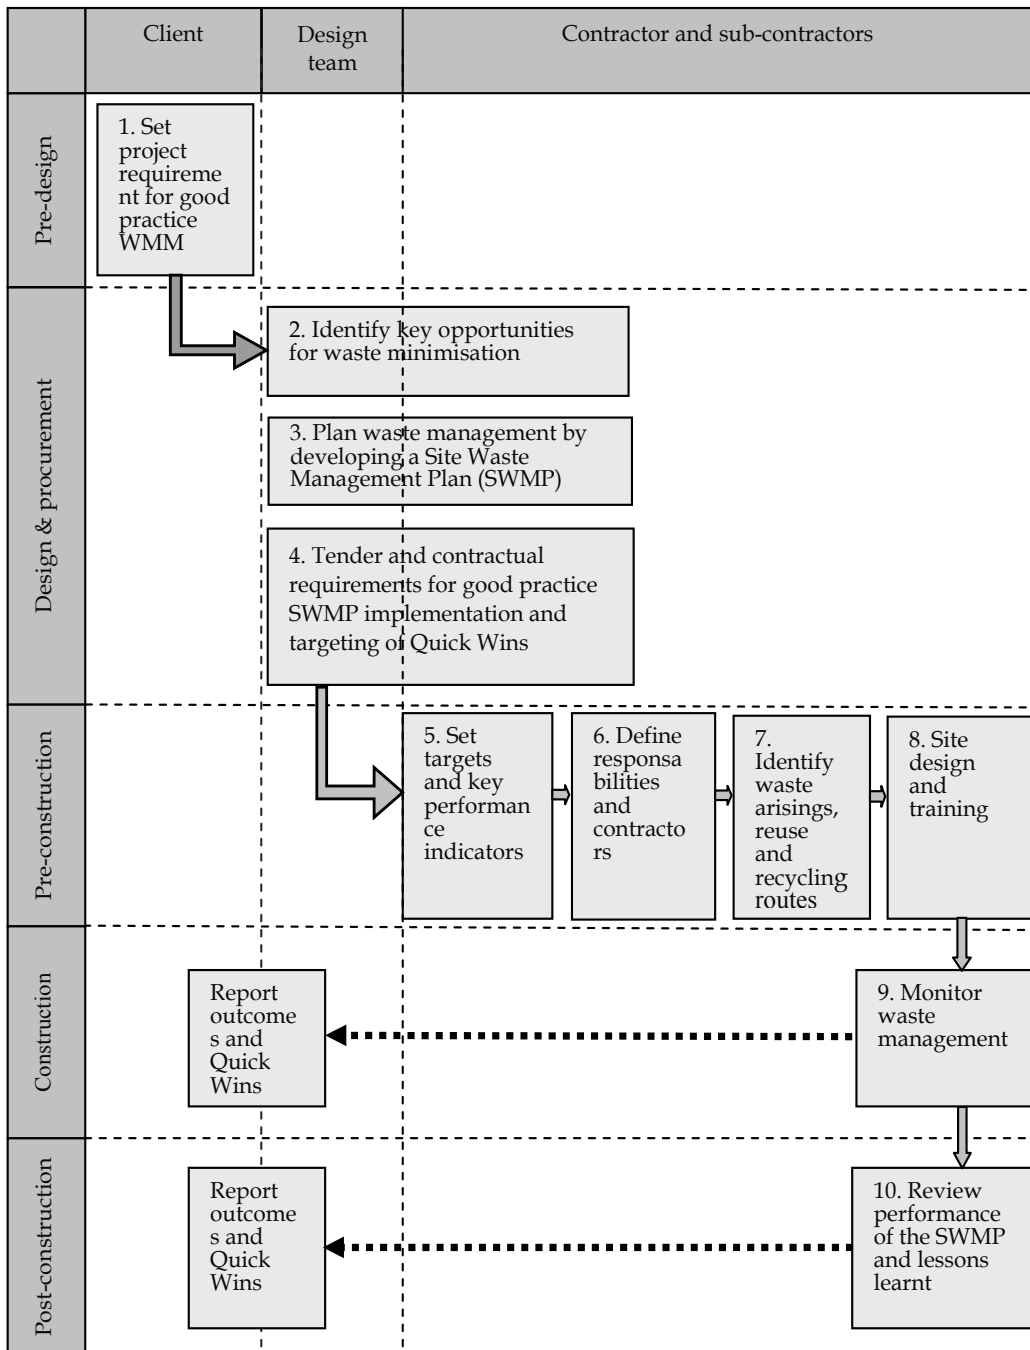 Client
Design
team
Contractor and sub-contractors
Pre-design
1. Set
project
requireme
nt for good
practice
WMM
Design & procurement
2. Identify key opportunities
for waste minimisation
3. Plan waste management by
developing a Site Waste
Management Plan (SWMP)
4. Tender and contractual
requirements for good practice
SWMP implementation and
targeting of Quick Wins
Pre-construction
5. Set
targets
and key
performan
ce
indicators
6. Define
responsa
bilities
and
contracto
rs
7.
Identify
waste
arisings,
reuse
and
recycling
routes
8. Site
design
and
training
Construction
Report
outcome
s and
Quick
Wins
9. Monitor
waste
management
Post-construction
Report
outcome
s and
Quick
Wins
10. Review
performance
of the SWMP
and lessons
learnt